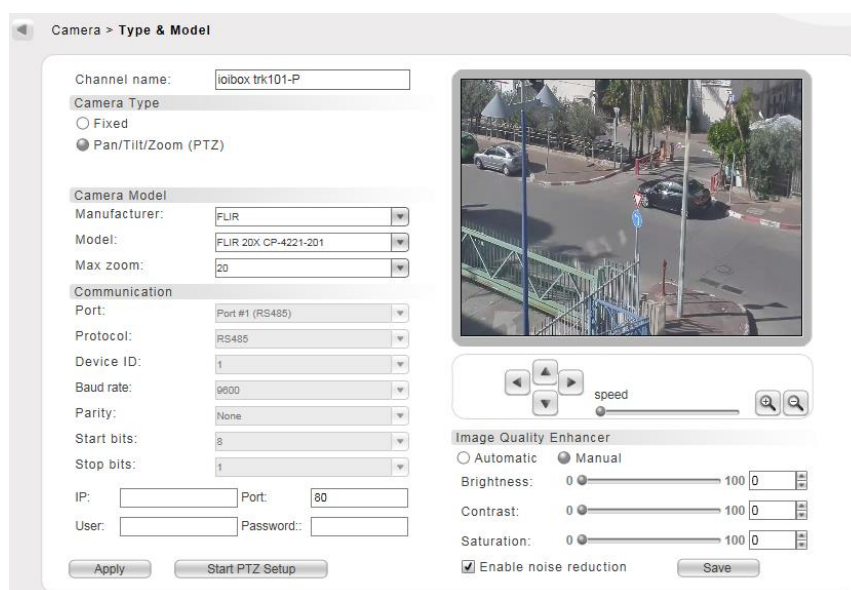 Camera > Type & Model
Channel name: ioibox trk101-P
Camera Type
Fixed
Pan/Tilt/Zoom (PTZ)
Camera Model
Manufacturer: FLIR
Model: FLIR 20X CP-4221-201
Max zoom: 20
Communication
Port: Port #1 (RS485)
Protocol: RS485
Device ID: 1
Baud rate: 9600
Parity: None
Start bits: 8
Stop bits: 1
IP: Port: 80
User: Password::
Apply Start PTZ Setup
speed
Image Quality Enhancer
Automatic Manual
Brightness: 0 100 0
Contrast: 0 100 0
Saturation: 0 100 0
Enable noise reduction Save